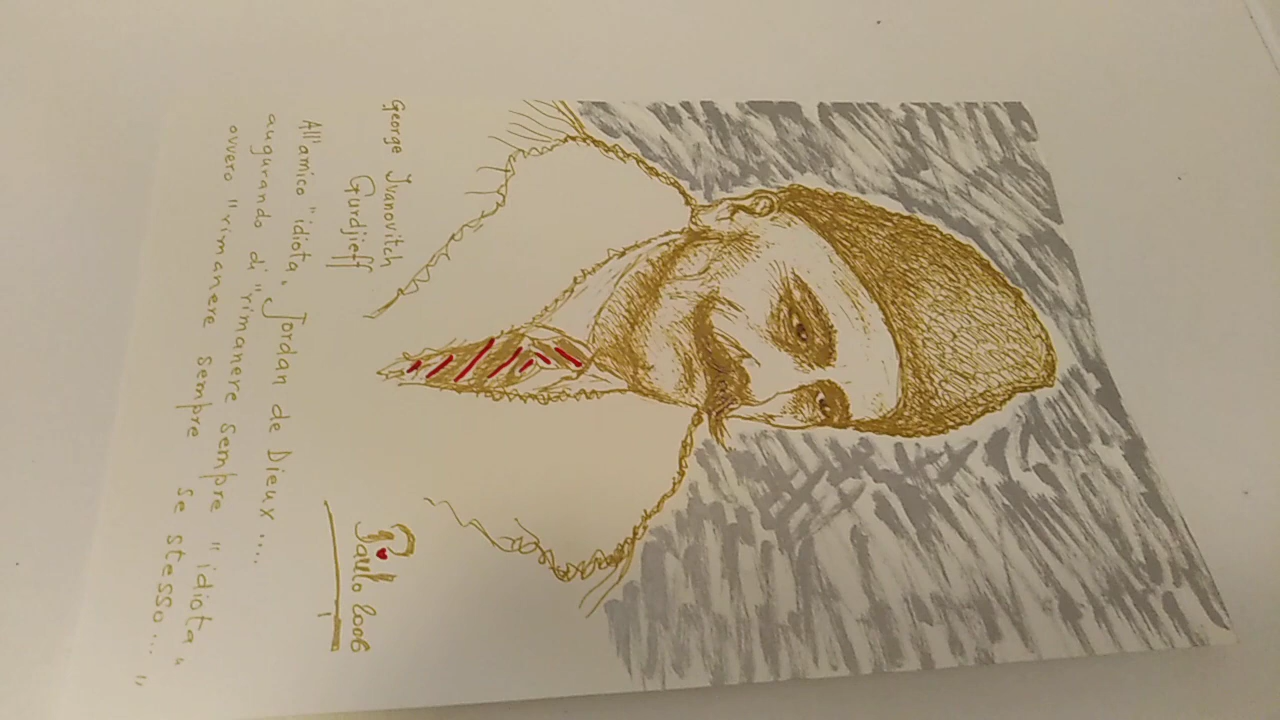 George Ivanovitch
Gurdjieff
Paulo 2006
All'amico "idiota" Jordan de Dieux....
augurando di "rimanere sempre "idiota"
ovvero "rimanere sempre se stesso..."